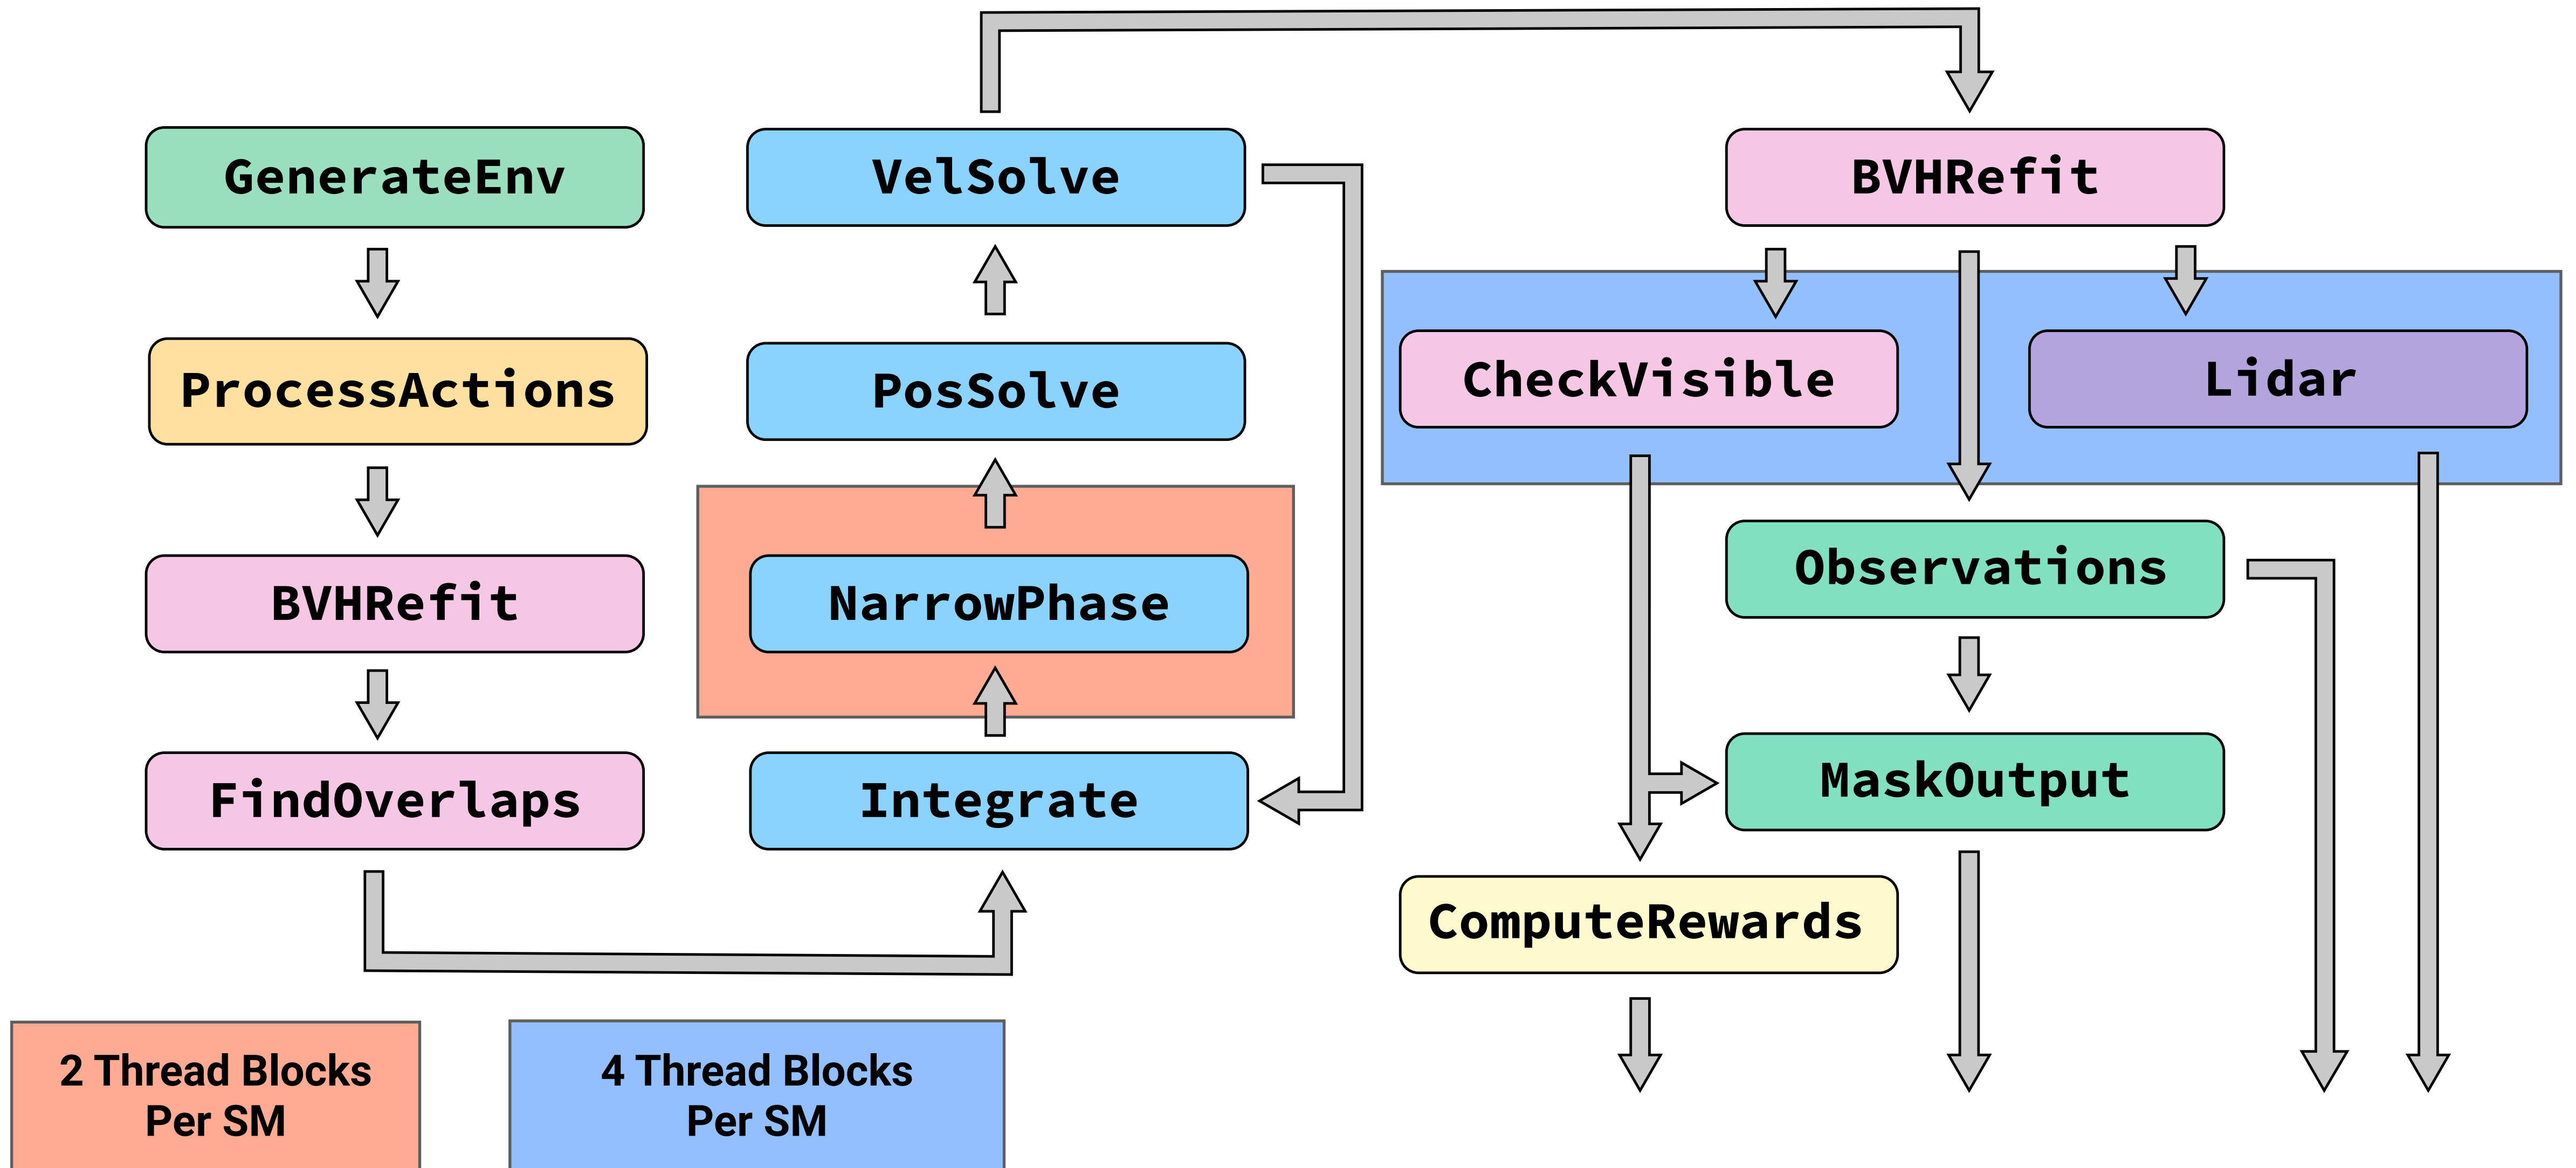 GenerateEnv
ProcessActions
BVHRefit
FindOverlaps
VelSolve
PosSolve
NarrowPhase
Integrate
BVHRefit
CheckVisible
Lidar
Observations
MaskOutput
ComputeRewards
2 Thread Blocks
Per SM
4 Thread Blocks
Per SM